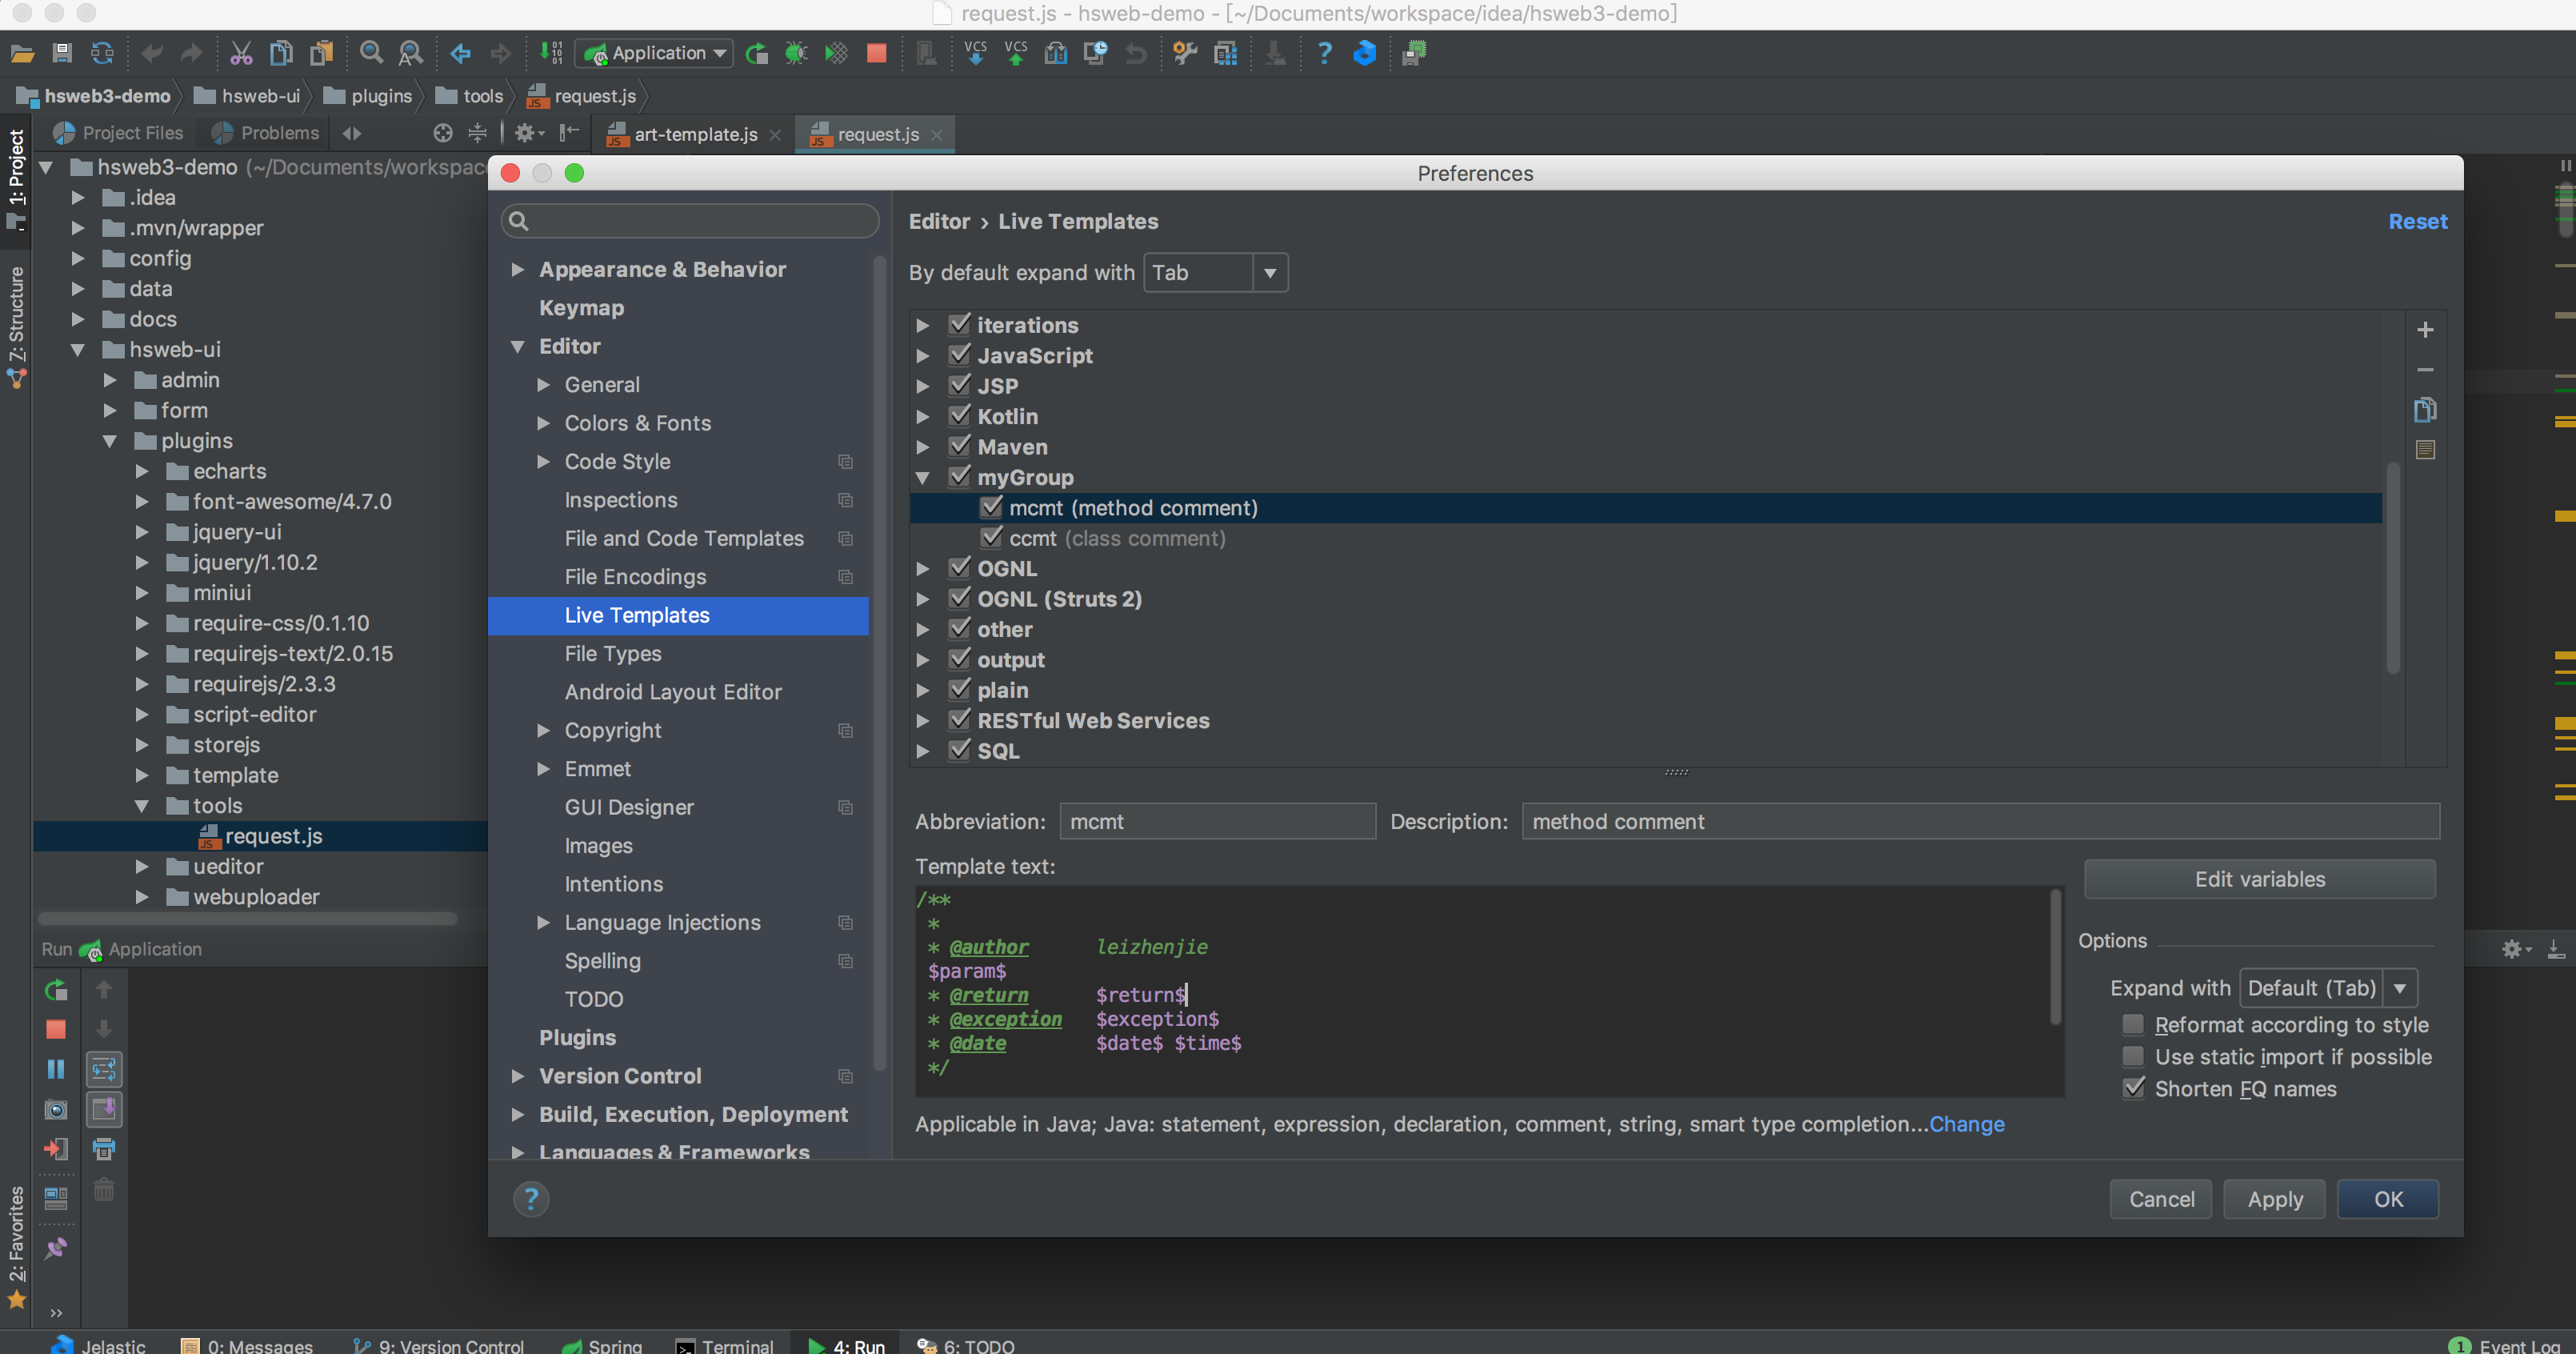 request.js - hsweb-demo - [~/Documents/workspace/idea/hsweb3-demo]
Application
VCS VCS
hsweb3-demo hsweb-ui plugins tools request.js
Project Files Problems
art-template.js request.js
1: Project
7: Structure
2: Favorites
hsweb3-demo (~/Documents/workspac
.idea
.mvn/wrapper
config
data
docs
hsweb-ui
admin
form
plugins
echarts
font-awesome/4.7.0
jquery-ui
jquery/1.10.2
miniui
require-css/0.1.10
requirejs-text/2.0.15
requirejs/2.3.3
script-editor
storejs
template
tools
request.js
ueditor
webuploader
Run Application
Preferences
Appearance & Behavior
Keymap
Editor
General
Colors & Fonts
Code Style
Inspections
File and Code Templates
File Encodings
Live Templates
File Types
Android Layout Editor
Copyright
Emmet
GUI Designer
Images
Intentions
Language Injections
Spelling
TODO
Plugins
Version Control
Build, Execution, Deployment
Languages & Frameworks
Editor › Live Templates
Reset
By default expand with Tab
iterations
JavaScript
JSP
Kotlin
Maven
myGroup
mcmt (method comment)
ccmt (class comment)
OGNL
OGNL (Struts 2)
other
output
plain
RESTful Web Services
SQL
Abbreviation: mcmt Description: method comment
Template text:
/**
*
* @author leizhenjie
$param$
* @return $return$
* @exception $exception$
* @date $date$ $time$
*/
Edit variables
Options
Expand with Default (Tab)
Reformat according to style
Use static import if possible
Shorten FQ names
Applicable in Java; Java: statement, expression, declaration, comment, string, smart type completion...Change
? Cancel Apply OK
Jelastic 0: Messages 9: Version Control Spring Terminal 4: Run 6: TODO 1 Event Log